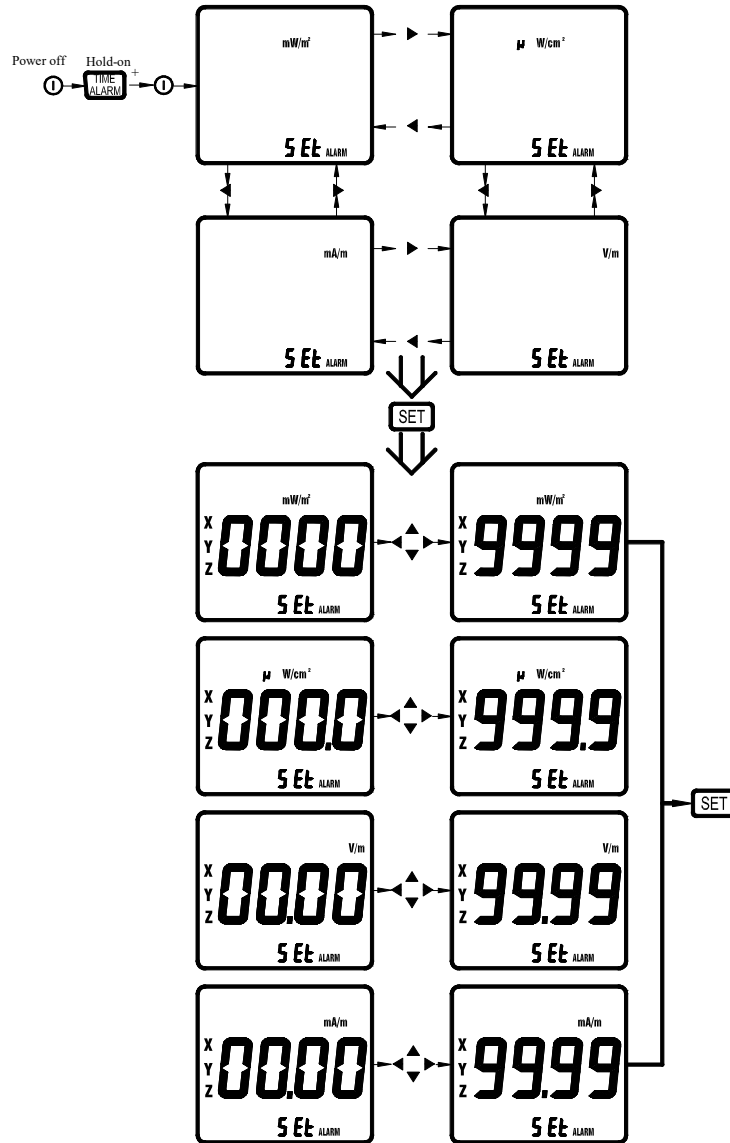 Power off Hold-on
TIME
ALARM
+
mW/m²
SEt ALARM
µ W/cm²
SEt ALARM
mA/m
SEt ALARM
V/m
SEt ALARM
SET
mW/m²
X
Y
Z
0000
SEt ALARM
mW/m²
X
Y
Z
9999
SEt ALARM
µ W/cm²
X
Y
Z
000.0
SEt ALARM
µ W/cm²
X
Y
Z
999.9
SEt ALARM
SET
V/m
X
Y
Z
00.00
SEt ALARM
V/m
X
Y
Z
99.99
SEt ALARM
mA/m
X
Y
Z
00.00
SEt ALARM
mA/m
X
Y
Z
99.99
SEt ALARM